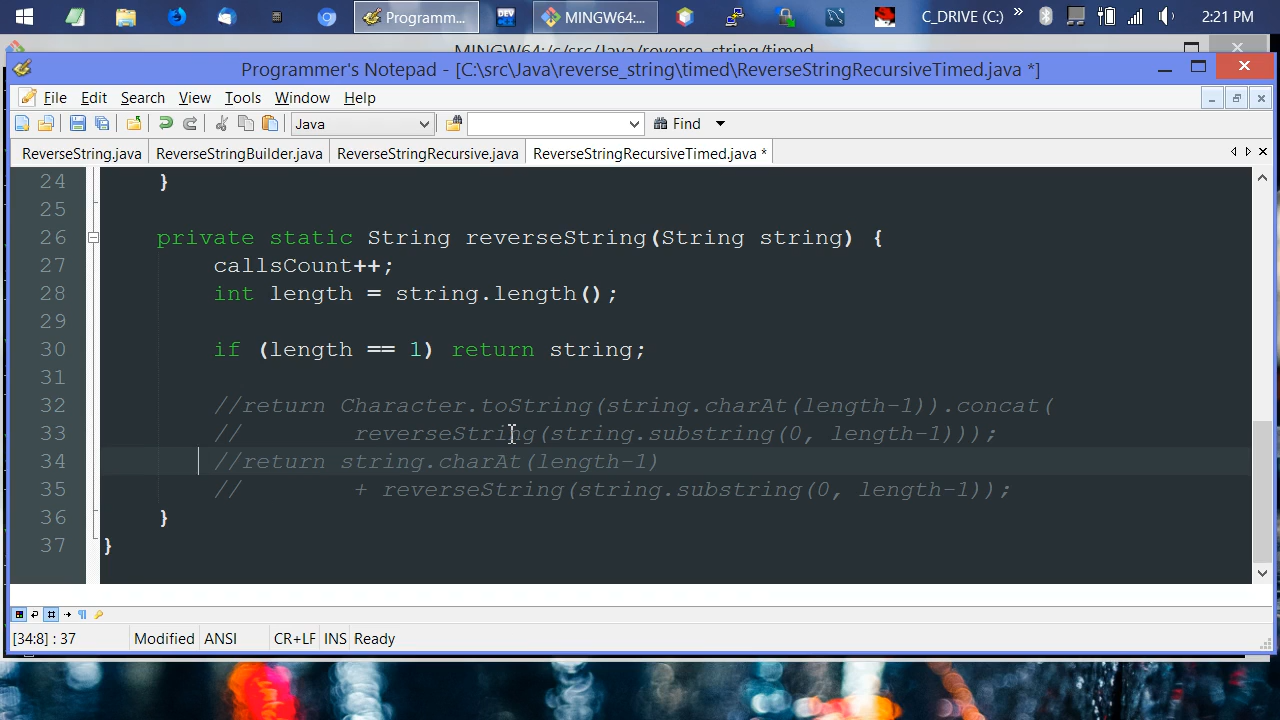 Programm...
MINGW64:...
C_DRIVE (C:)
2:21 PM
MINGW64:/c/src/Java/reverse_string/timed
Programmer's Notepad - [C:\src\Java\reverse_string\timed\ReverseStringRecursiveTimed.java *]
File Edit Search View Tools Window Help
Java
Find
ReverseString.java ReverseStringBuilder.java ReverseStringRecursive.java ReverseStringRecursiveTimed.java *
24 }
25
26 private static String reverseString(String string) {
27 callsCount++;
28 int length = string.length();
29
30 if (length == 1) return string;
31
32 //return Character.toString(string.charAt(length-1)).concat(
33 // reverseString(string.substring(0, length-1)));
34 //return string.charAt(length-1)
35 // + reverseString(string.substring(0, length-1));
36 }
37 }
[34:8] : 37 Modified ANSI CR+LF INS Ready